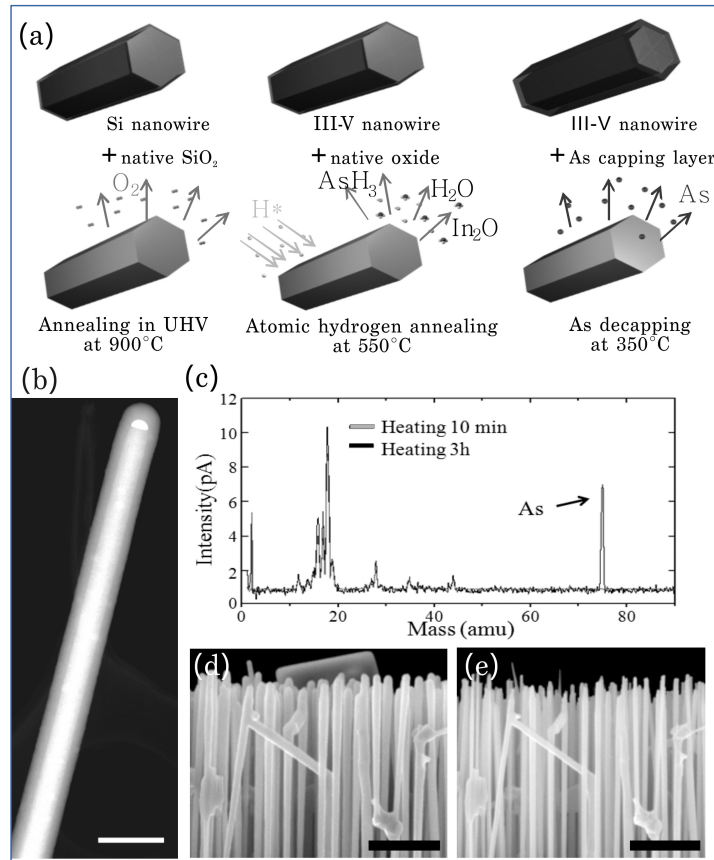 (a)
Si nanowire
+ native SiO₂
O₂
Annealing in UHV
at 900°C
III-V nanowire
+ native oxide
AsH₃
H₂O
H*
In₂O
Atomic hydrogen annealing
at 550°C
III-V nanowire
+ As capping layer
As
As decapping
at 350°C
(b)
(c)
12
10
8
6
4
2
0
Intensity(pA)
Heating 10 min
Heating 3h
As
0
20
40
60
80
Mass (amu)
(d)
(e)